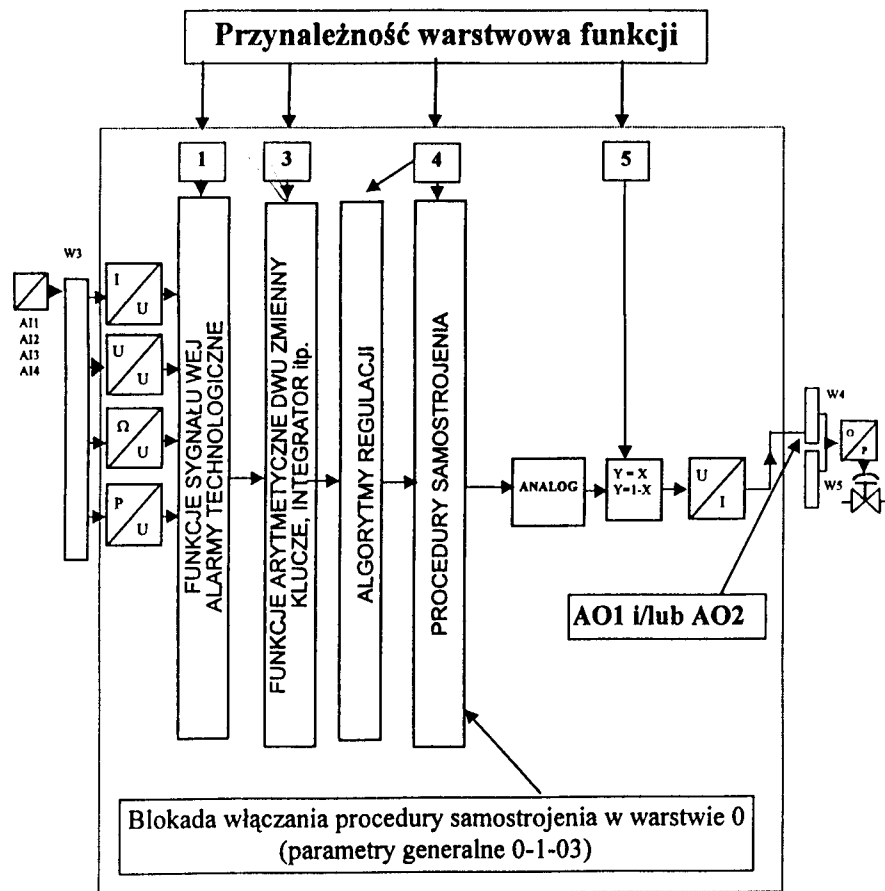 Przynależność warstwowa funkcji
1
3
4
5
W3
AI1
AI2
AI3
AI4
I
U
U
U
Ω
U
P
U
FUNKCJE SYGNAŁU WEJ
ALARMY TECHNOLOGICZNE
FUNKCJE ARYTMETYCZNE DWU ZMIENNY
KLUCZE, INTEGRATOR itp.
ALGORYTMY REGULACJI
PROCEDURY SAMOSTROJENIA
ANALOG
Y = X
Y=1-X
U
I
W4
W5
P
AO1 i/lub AO2
Blokada włączania procedury samostrojenia w warstwie 0
(parametry generalne 0-1-03)